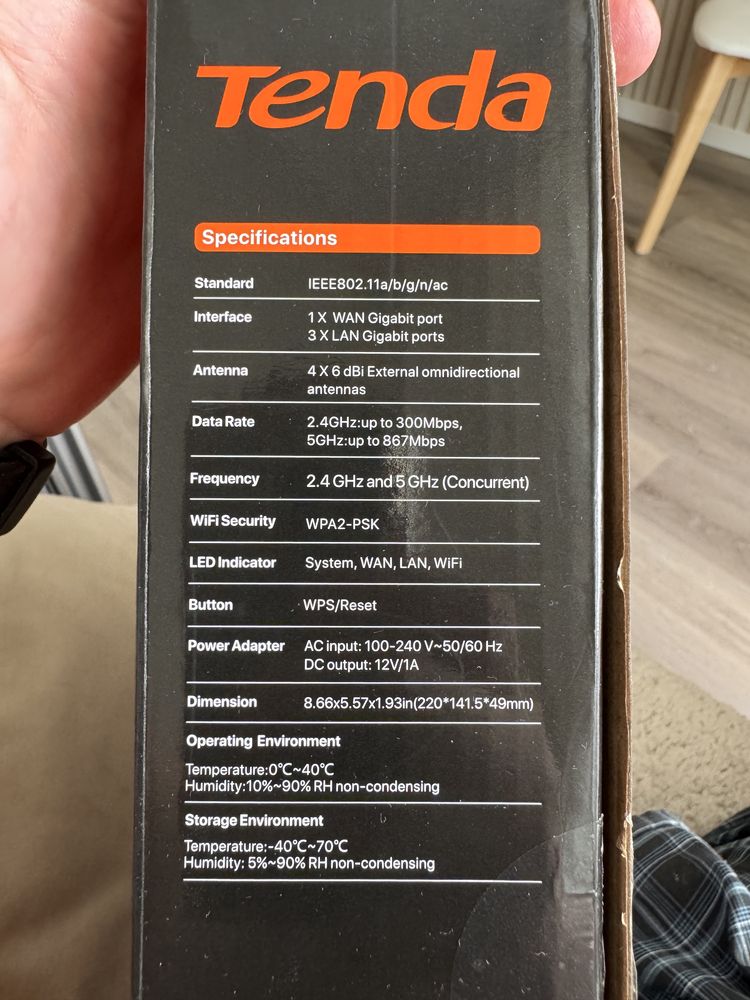 Tenda
Specifications
Standard IEEE802.11a/b/g/n/ac
Interface 1 X WAN Gigabit port
3 X LAN Gigabit ports
Antenna 4 X 6 dBi External omnidirectional
antennas
Data Rate 2.4GHz:up to 300Mbps,
5GHz:up to 867Mbps
Frequency 2.4 GHz and 5 GHz (Concurrent)
WiFi Security WPA2-PSK
LED Indicator System, WAN, LAN, WiFi
Button WPS/Reset
Power Adapter AC input: 100-240 V~50/60 Hz
DC output: 12V/1A
Dimension 8.66x5.57x1.93in(220*141.5*49mm)
Operating Environment
Temperature:0℃~40℃
Humidity:10%~90% RH non-condensing
Storage Environment
Temperature:-40℃~70℃
Humidity: 5%~90% RH non-condensing